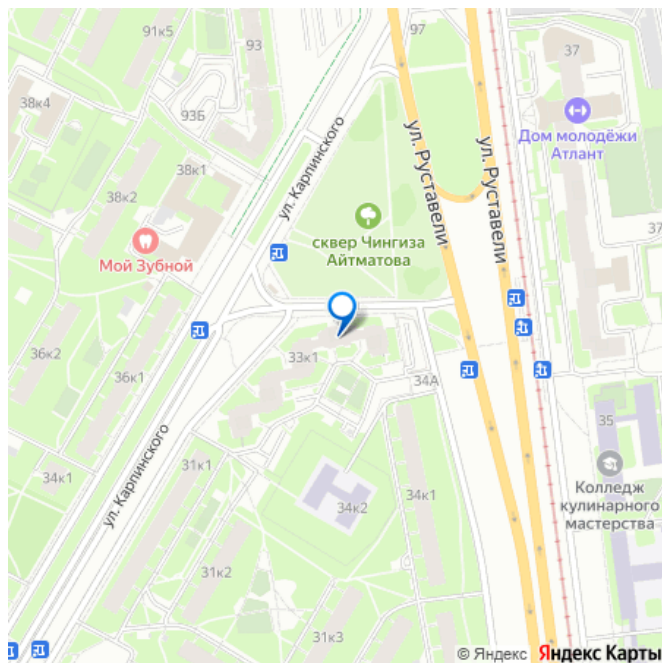 91к5
97
93
37
38к4
93Б
Дом молодёжи
Атлант
ул. Карпинского
ул. Руставели
ул. Руставели
38к1
38к2
37
сквер Чингиза
Айтматова
Мой Зубной
36к2
33к1
36к1
34А
35
ул. Карпинского
31к1
34к1
Колледж
кулинарного
мастерства
34к2
34к1
31к2
31к3
© Яндекс
Яндекс Карты